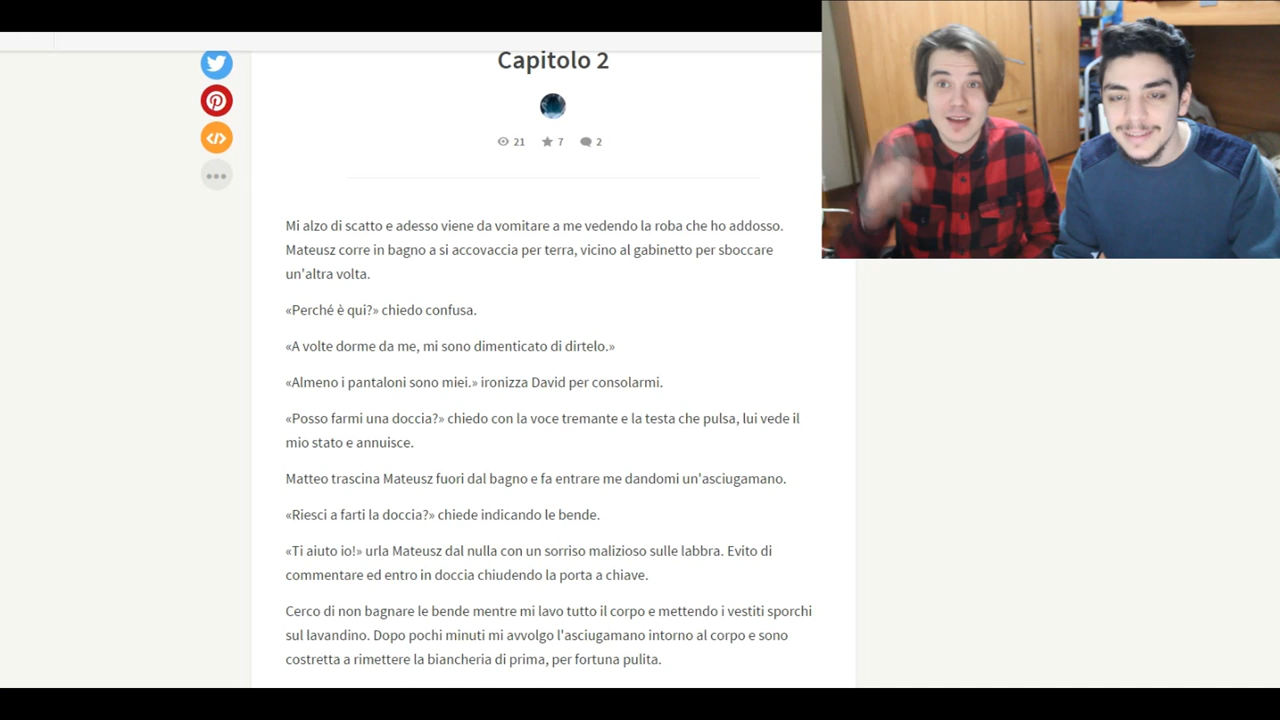 Capitolo 2
21 7 2
Mi alzo di scatto e adesso viene da vomitare a me vedendo la roba che ho addosso.
Mateusz corre in bagno a si accovaccia per terra, vicino al gabinetto per sboccare
un'altra volta.
«Perché è qui?» chiedo confusa.
«A volte dorme da me, mi sono dimenticato di dirtelo.»
«Almeno i pantaloni sono miei.» ironizza David per consolarmi.
«Posso farmi una doccia?» chiedo con la voce tremante e la testa che pulsa, lui vede il
mio stato e annuisce.
Matteo trascina Mateusz fuori dal bagno e fa entrare me dandomi un'asciugamano.
«Riesci a farti la doccia?» chiede indicando le bende.
«Ti aiuto io!» urla Mateusz dal nulla con un sorriso malizioso sulle labbra. Evito di
commentare ed entro in doccia chiudendo la porta a chiave.
Cerco di non bagnare le bende mentre mi lavo tutto il corpo e mettendo i vestiti sporchi
sul lavandino. Dopo pochi minuti mi avvolgo l'asciugamano intorno al corpo e sono
costretta a rimettere la biancheria di prima, per fortuna pulita.